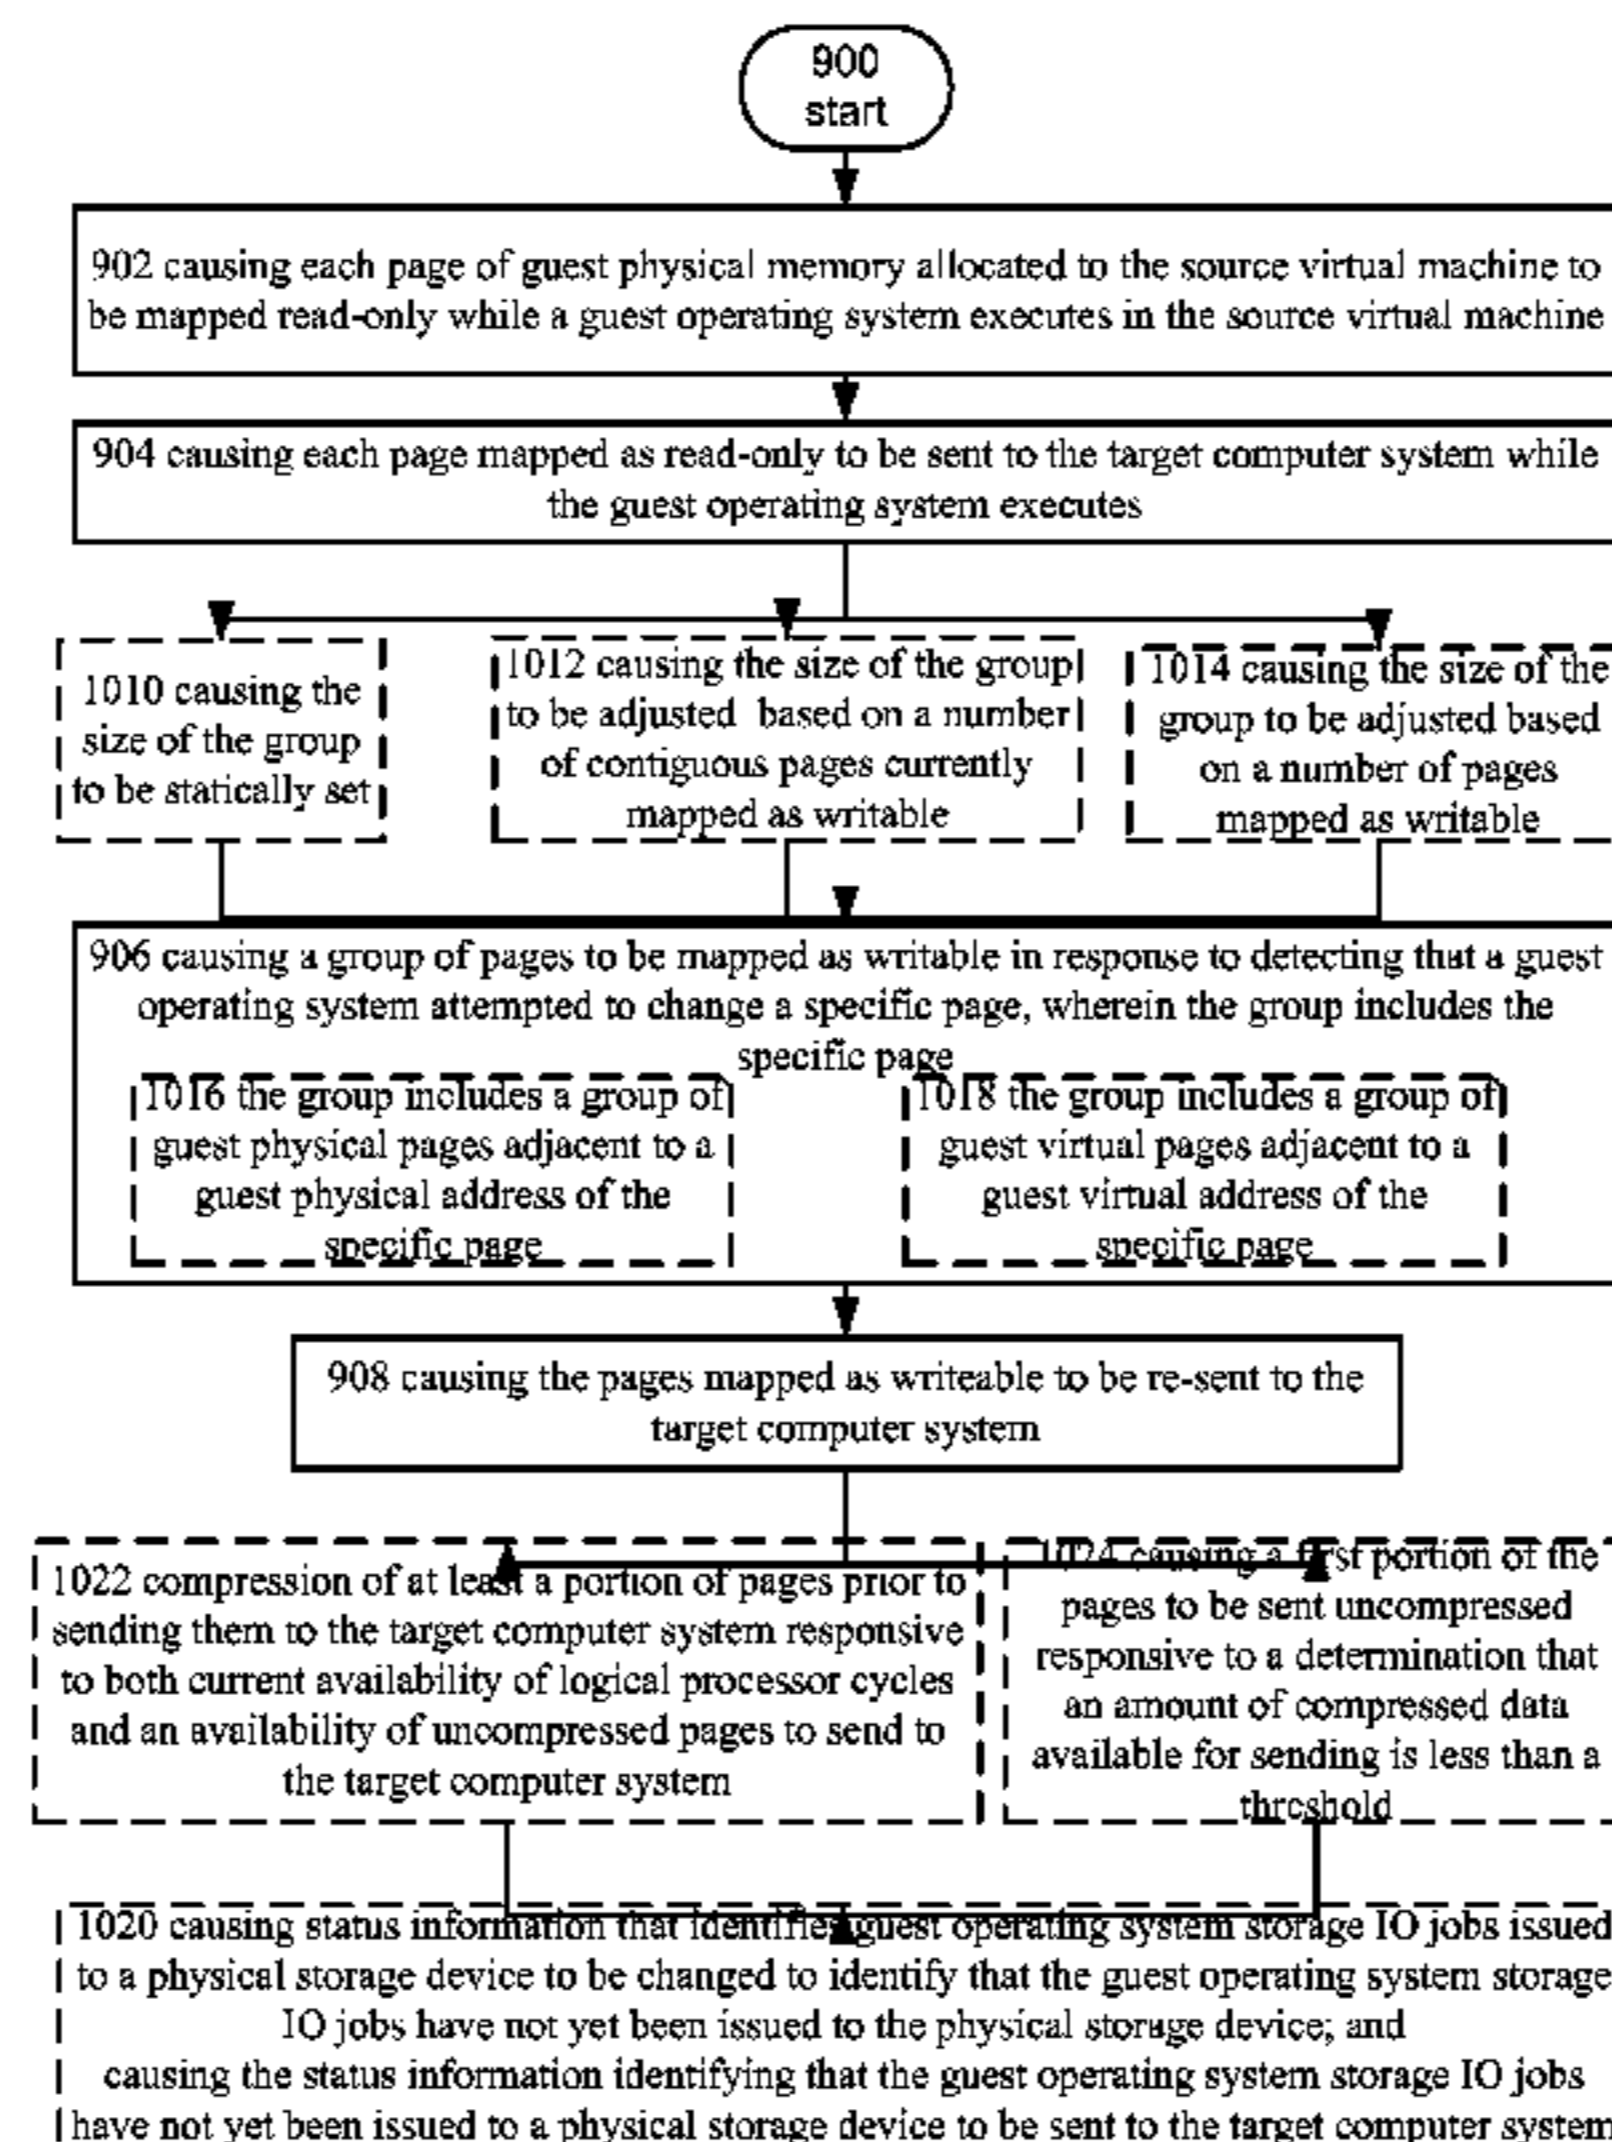 900
start
902 causing each page of guest physical memory allocated to the source virtual machine to
be mapped read-only while a guest operating system executes in the source virtual machine
904 causing each page mapped as read-only to be sent to the target computer system while
the guest operating system executes
1010 causing the
size of the group
to be statically set
1012 causing the size of the group
to be adjusted based on a number
of contiguous pages currently
mapped as writable
1014 causing the size of the
group to be adjusted based
on a number of pages
mapped as writable
906 causing a group of pages to be mapped as writable in response to detecting that a guest
operating system attempted to change a specific page, wherein the group includes the
specific page
1016 the group includes a group of
guest physical pages adjacent to a
guest physical address of the
specific page
1018 the group includes a group of
guest virtual pages adjacent to a
guest virtual address of the
specific page
908 causing the pages mapped as writeable to be re-sent to the
target computer system
1022 compression of at least a portion of pages prior to
sending them to the target computer system responsive
to both current availability of logical processor cycles
and an availability of uncompressed pages to send to
the target computer system
1024 causing a first portion of the
pages to be sent uncompressed
responsive to a determination that
an amount of compressed data
available for sending is less than a
threshold
1020 causing status information that identifies guest operating system storage IO jobs issued
to a physical storage device to be changed to identify that the guest operating system storage
IO jobs have not yet been issued to the physical storage device; and
causing the status information identifying that the guest operating system storage IO jobs
have not yet been issued to a physical storage device to be sent to the target computer system